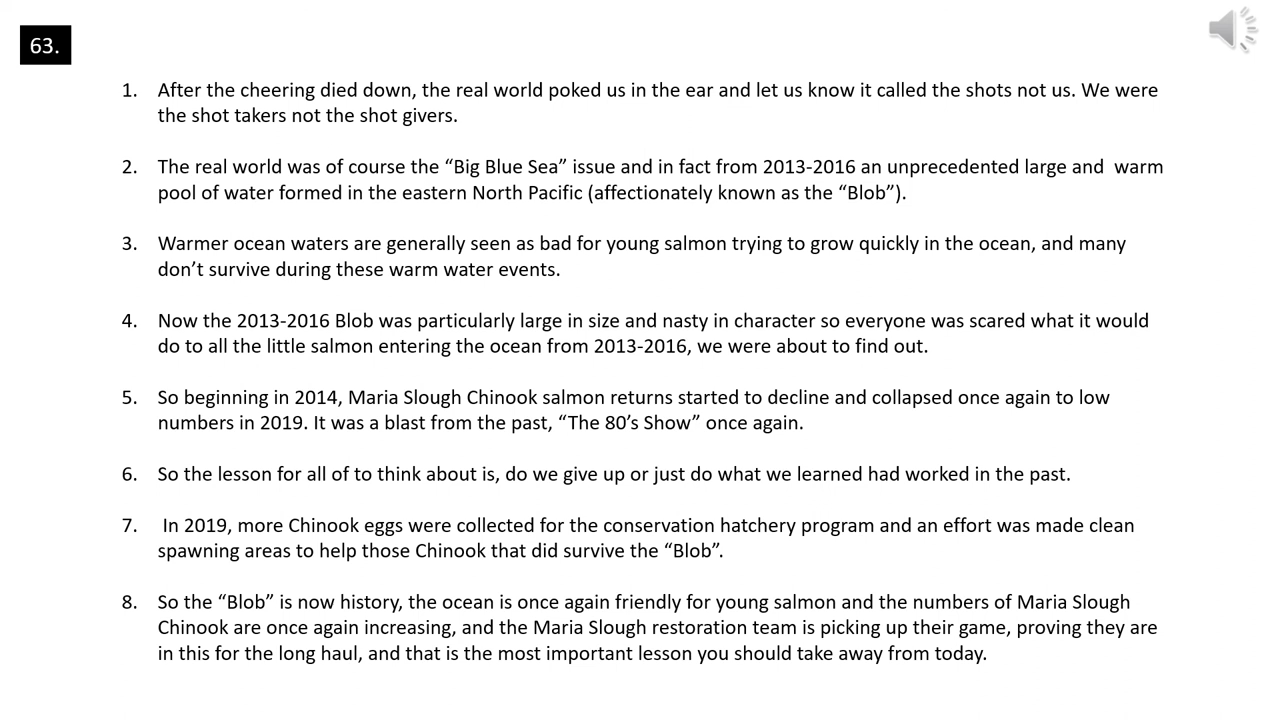 63.
1. After the cheering died down, the real world poked us in the ear and let us know it called the shots not us. We were
the shot takers not the shot givers.
2. The real world was of course the “Big Blue Sea” issue and in fact from 2013-2016 an unprecedented large and  warm
pool of water formed in the eastern North Pacific (affectionately known as the “Blob”).
3. Warmer ocean waters are generally seen as bad for young salmon trying to grow quickly in the ocean, and many
don’t survive during these warm water events.
4. Now the 2013-2016 Blob was particularly large in size and nasty in character so everyone was scared what it would
do to all the little salmon entering the ocean from 2013-2016, we were about to find out.
5. So beginning in 2014, Maria Slough Chinook salmon returns started to decline and collapsed once again to low
numbers in 2019. It was a blast from the past, “The 80’s Show” once again.
6. So the lesson for all of to think about is, do we give up or just do what we learned had worked in the past.
7. In 2019, more Chinook eggs were collected for the conservation hatchery program and an effort was made clean
spawning areas to help those Chinook that did survive the “Blob”.
8. So the “Blob” is now history, the ocean is once again friendly for young salmon and the numbers of Maria Slough
Chinook are once again increasing, and the Maria Slough restoration team is picking up their game, proving they are
in this for the long haul, and that is the most important lesson you should take away from today.